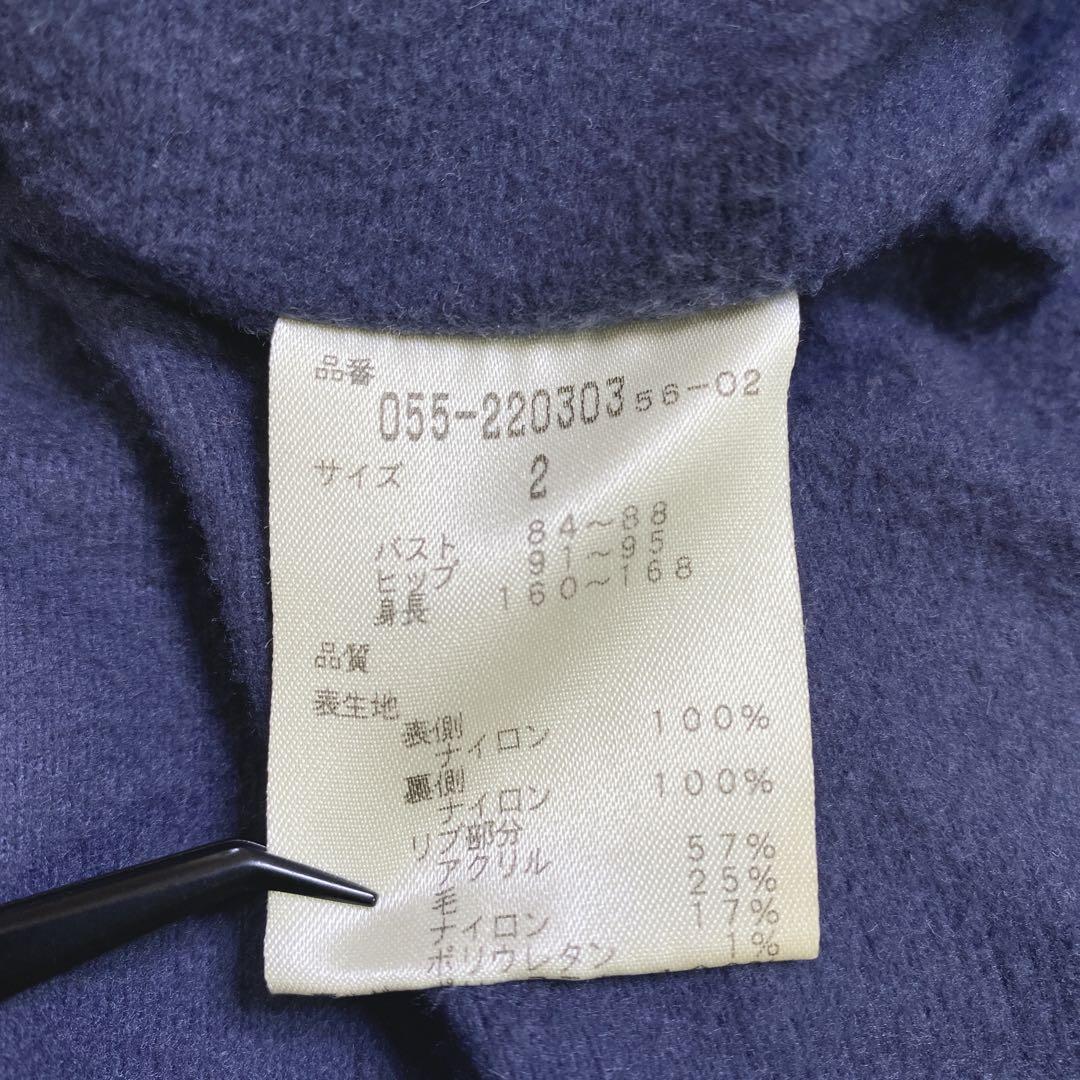 品番
055-22030356-02
サイズ 2
バスト 84～88
ヒップ 91～95
身長 160～168
品質
表生地
表側
ナイロン 100%
裏側
ナイロン 100%
リブ部分
アクリル 57%
毛 25%
ナイロン 17%
ポリウレタン 1%